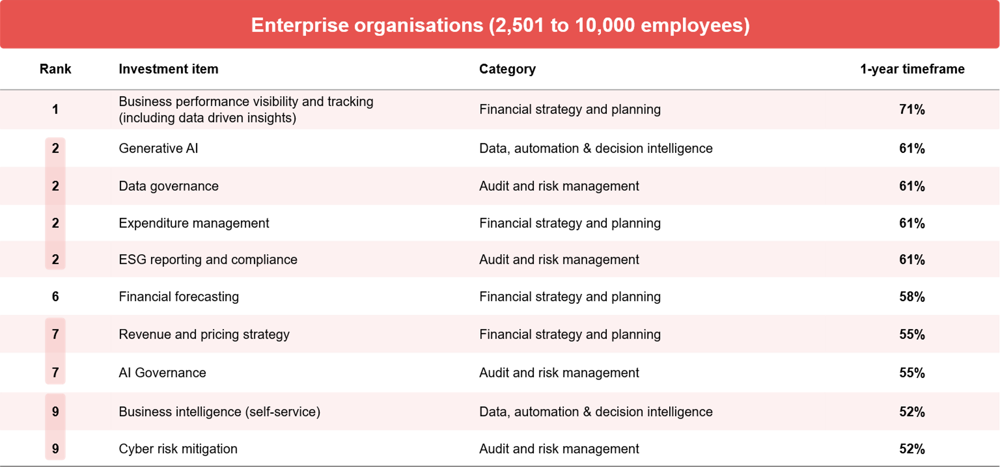 Enterprise organisations (2,501 to 10,000 employees)
Rank Investment item Category 1-year timeframe
1 Business performance visibility and tracking
(including data driven insights) Financial strategy and planning 71%
2 Generative AI Data, automation & decision intelligence 61%
2 Data governance Audit and risk management 61%
2 Expenditure management Financial strategy and planning 61%
2 ESG reporting and compliance Audit and risk management 61%
6 Financial forecasting Financial strategy and planning 58%
7 Revenue and pricing strategy Financial strategy and planning 55%
7 AI Governance Audit and risk management 55%
9 Business intelligence (self-service) Data, automation & decision intelligence 52%
9 Cyber risk mitigation Audit and risk management 52%